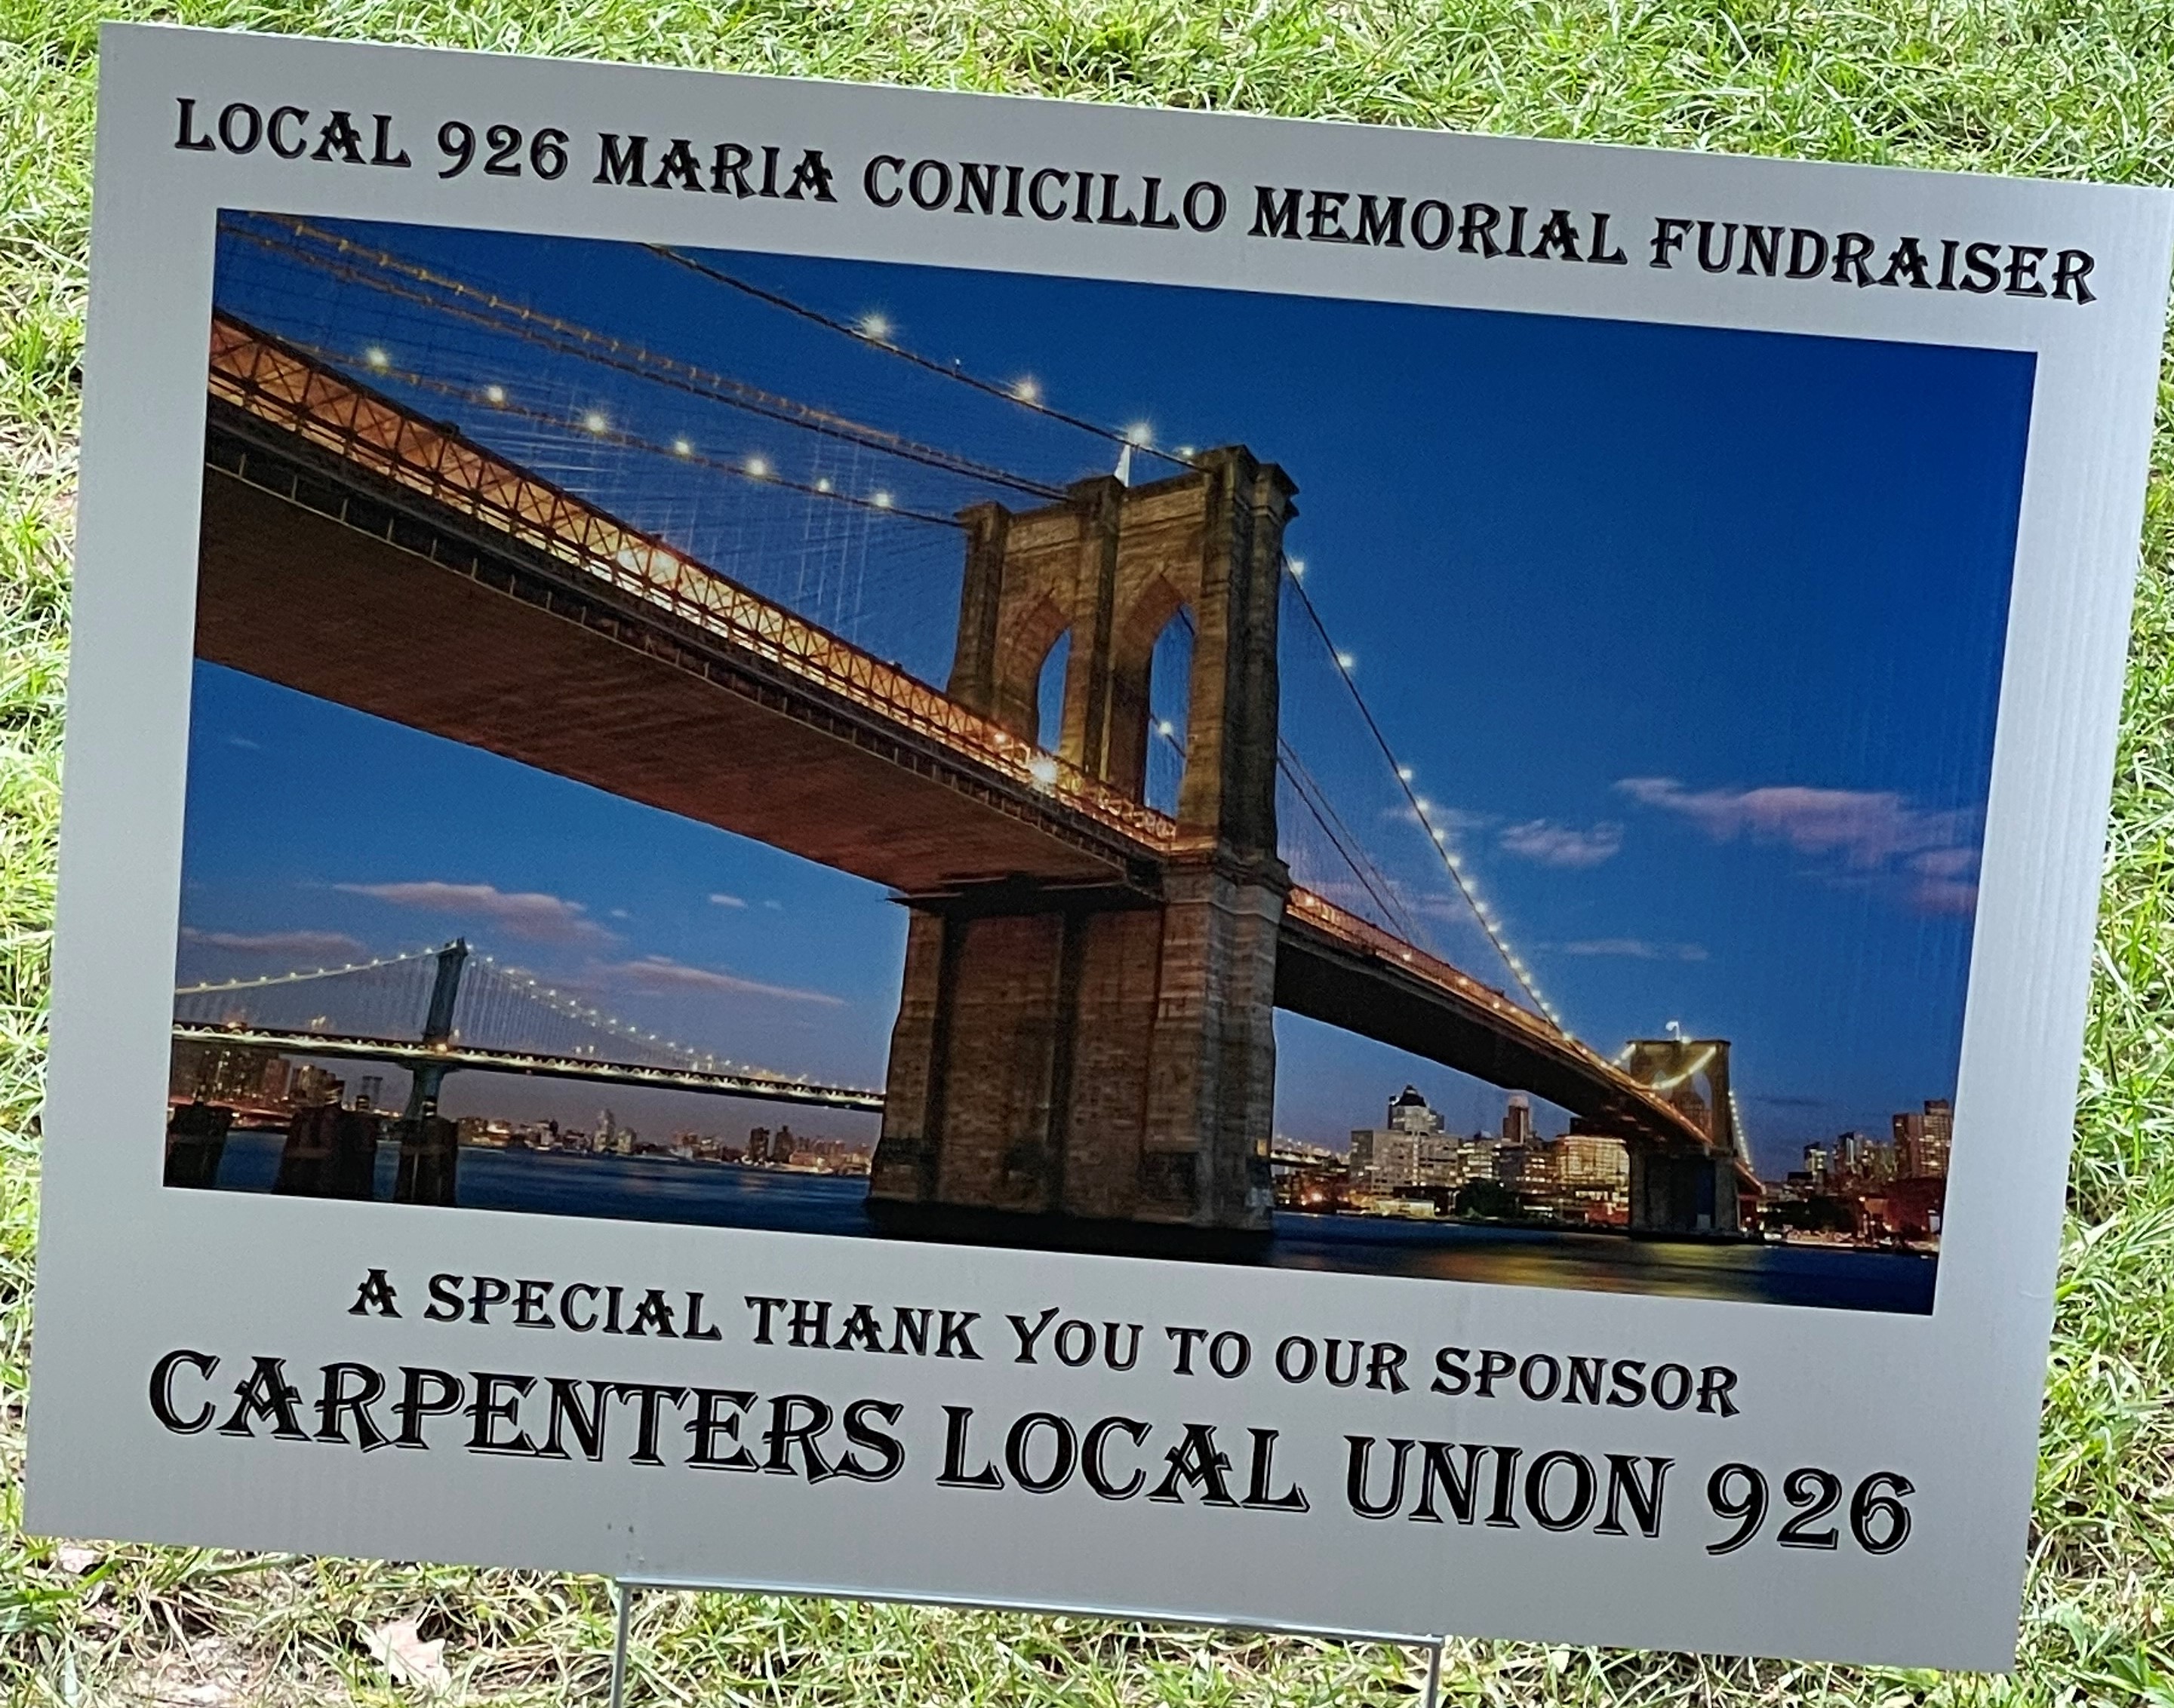 LOCAL 926 MARIA CONICILLO MEMORIAL FUNDRAISER
A SPECIAL THANK YOU TO OUR SPONSOR
CARPENTERS LOCAL UNION 926